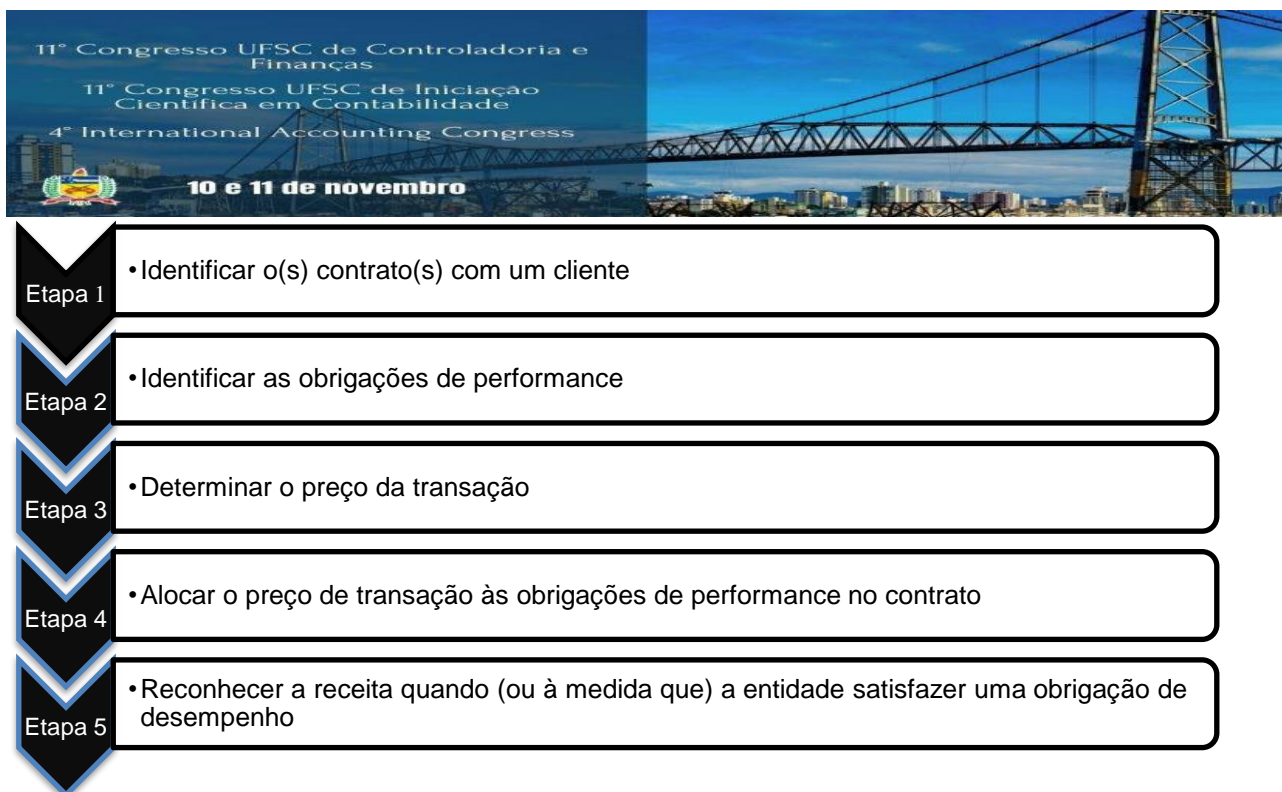 11° Congresso UFSC de Controladoria e
Finanças
11° Congresso UFSC de Iniciação
Científica em Contabilidade
4° International Accounting Congress
10 e 11 de novembro
Etapa 1
•Identificar o(s) contrato(s) com um cliente
Etapa 2
•Identificar as obrigações de performance
Etapa 3
•Determinar o preço da transação
Etapa 4
•Alocar o preço de transação às obrigações de performance no contrato
Etapa 5
•Reconhecer a receita quando (ou à medida que) a entidade satisfazer uma obrigação de
desempenho